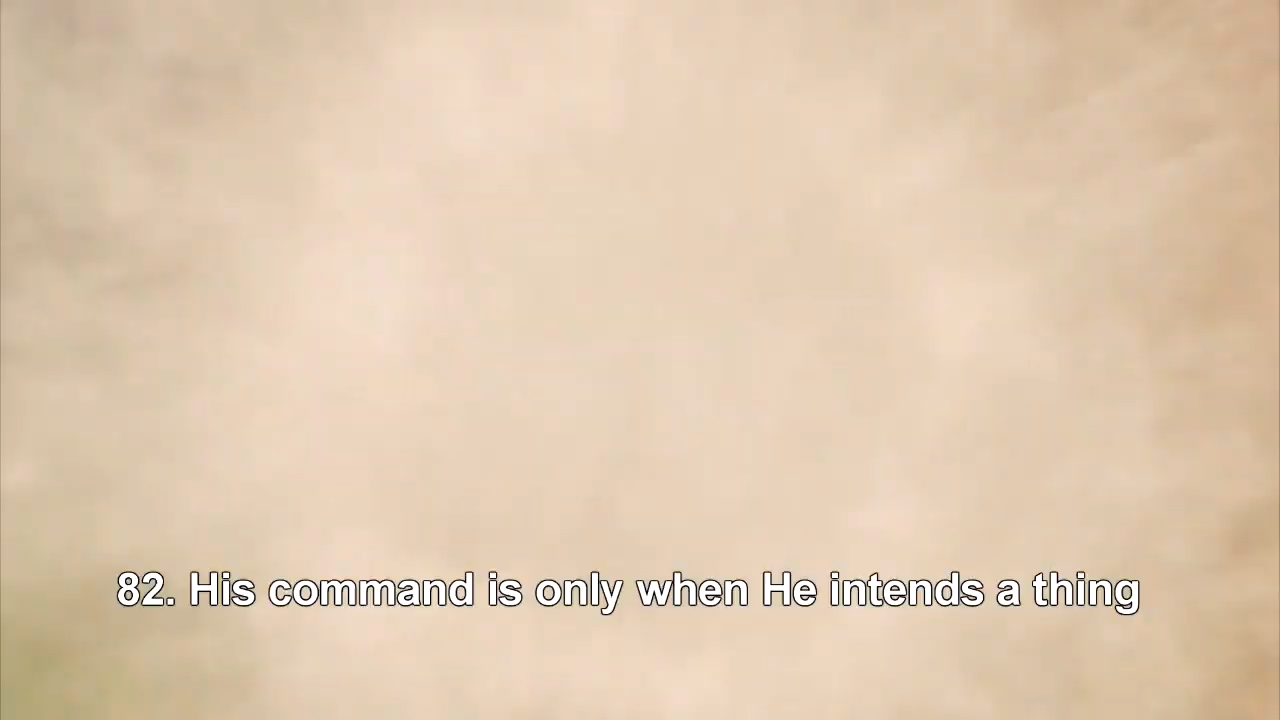 82. His command is only when He intends a thing